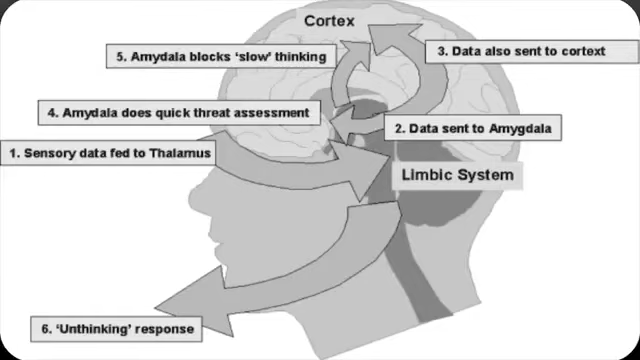 Cortex
5. Amydala blocks ‘slow’ thinking
3. Data also sent to cortext
4. Amydala does quick threat assessment
2. Data sent to Amygdala
1. Sensory data fed to Thalamus
Limbic System
6. ‘Unthinking’ response